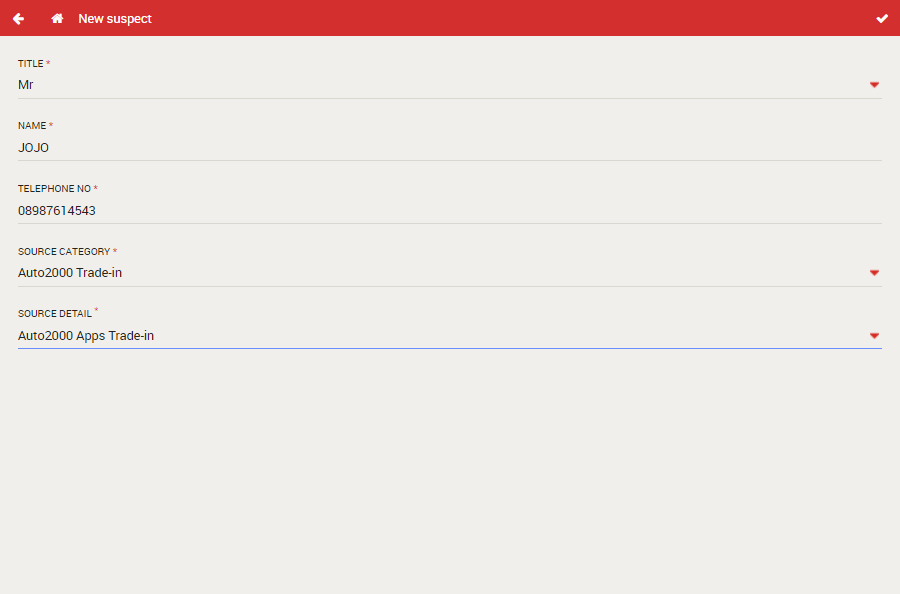 New suspect
TITLE *
Mr
NAME *
JOJO
TELEPHONE NO *
08987614543
SOURCE CATEGORY *
Auto2000 Trade-in
SOURCE DETAIL *
Auto2000 Apps Trade-in